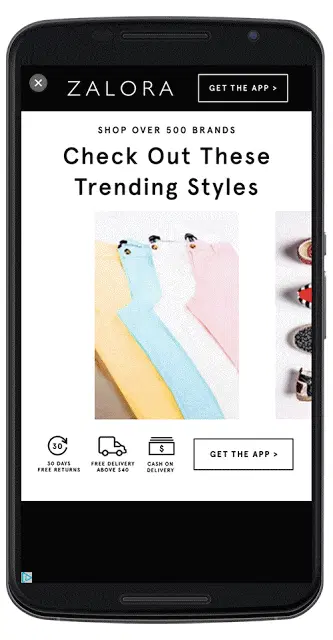 ZALORA
GET THE APP >
SHOP OVER 500 BRANDS
Check Out These
Trending Styles
30
30 DAYS
FREE RETURNS
FREE DELIVERY
ABOVE $40
$
CASH ON
DELIVERY
GET THE APP >